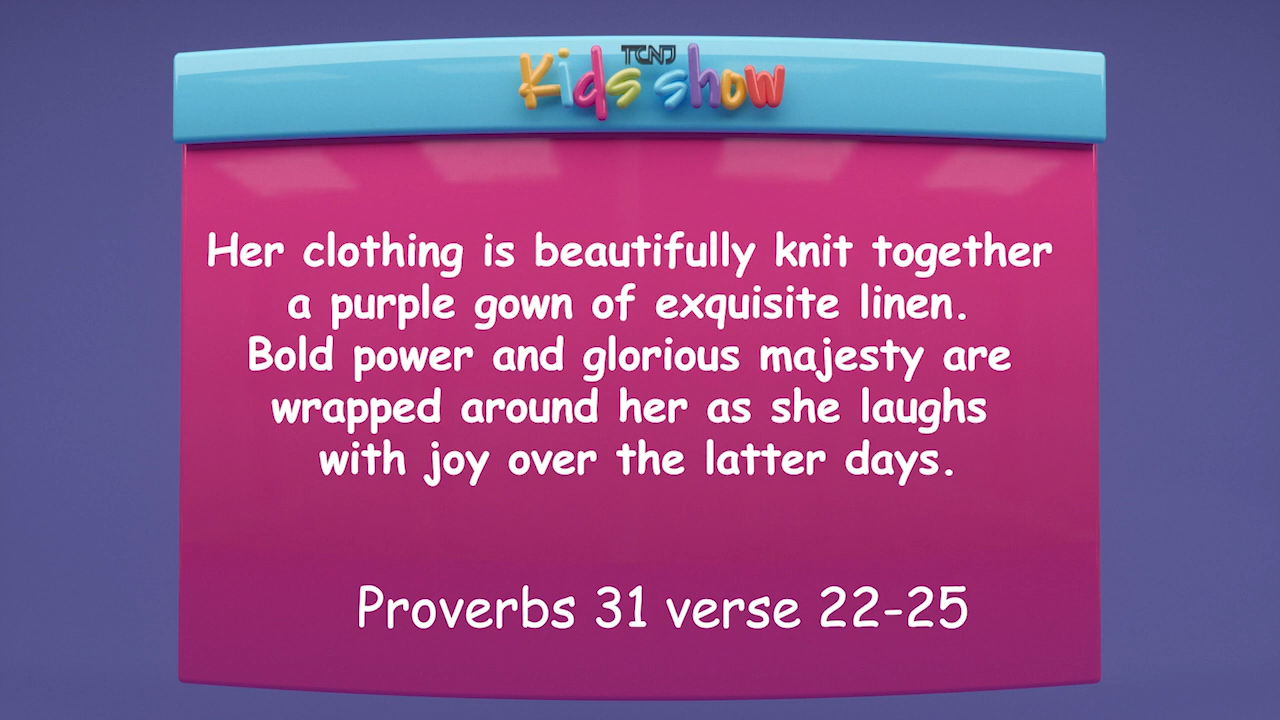 TCNJ
Kids show
Her clothing is beautifully knit together
a purple gown of exquisite linen.
Bold power and glorious majesty are
wrapped around her as she laughs
with joy over the latter days.
Proverbs 31 verse 22-25